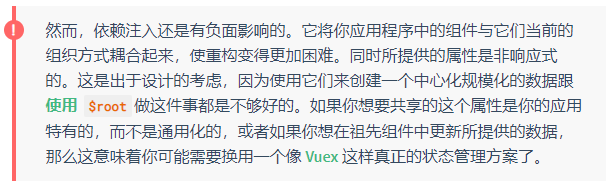 然而，依赖注入还是有负面影响的。它将你应用程序中的组件与它们当前的
组织方式耦合起来，使重构变得更加困难。同时所提供的属性是非响应式
的。这是出于设计的考虑，因为使用它们来创建一个中心化规模化的数据跟
使用 $root 做这件事都是不够好的。如果你想要共享的这个属性是你的应用
特有的，而不是通用化的，或者如果你想在祖先组件中更新所提供的数据，
那么这意味着你可能需要换用一个像 Vuex 这样真正的状态管理方案了。